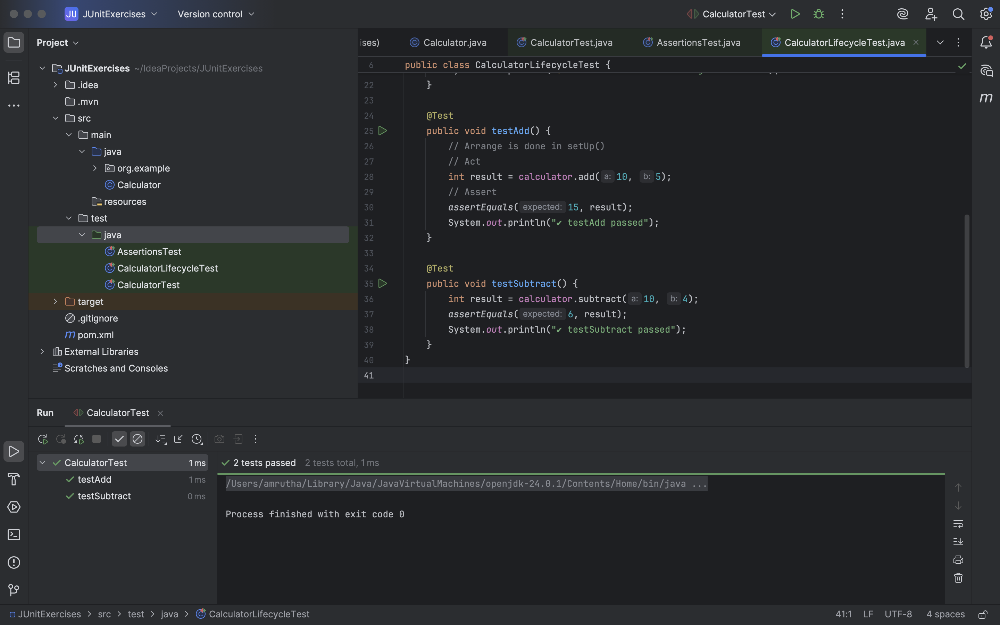 JU JUnitExercises Version control CalculatorTest
Project
ises) Calculator.java CalculatorTest.java AssertionsTest.java CalculatorLifecycleTest.java
JUnitExercises ~/IdeaProjects/JUnitExercises
.idea
.mvn
src
main
java
org.example
Calculator
resources
test
java
AssertionsTest
CalculatorLifecycleTest
CalculatorTest
target
.gitignore
m pom.xml
External Libraries
Scratches and Consoles
6 public class CalculatorLifecycleTest {
22 }
23
24 @Test
25 public void testAdd() {
26 // Arrange is done in setUp()
27 // Act
28 int result = calculator.add( a: 10, b: 5);
29 // Assert
30 assertEquals( expected: 15, result);
31 System.out.println("✔ testAdd passed");
32 }
33
34 @Test
35 public void testSubtract() {
36 int result = calculator.subtract( a: 10, b: 4);
37 assertEquals( expected: 6, result);
38 System.out.println("✔ testSubtract passed");
39 }
40 }
41
m
Run CalculatorTest
CalculatorTest 1 ms
testAdd 1 ms
testSubtract 0 ms
2 tests passed 2 tests total, 1 ms
/Users/amrutha/Library/Java/JavaVirtualMachines/openjdk-24.0.1/Contents/Home/bin/java ...
Process finished with exit code 0
JUnitExercises > src > test > java > CalculatorLifecycleTest 41:1 LF UTF-8 4 spaces